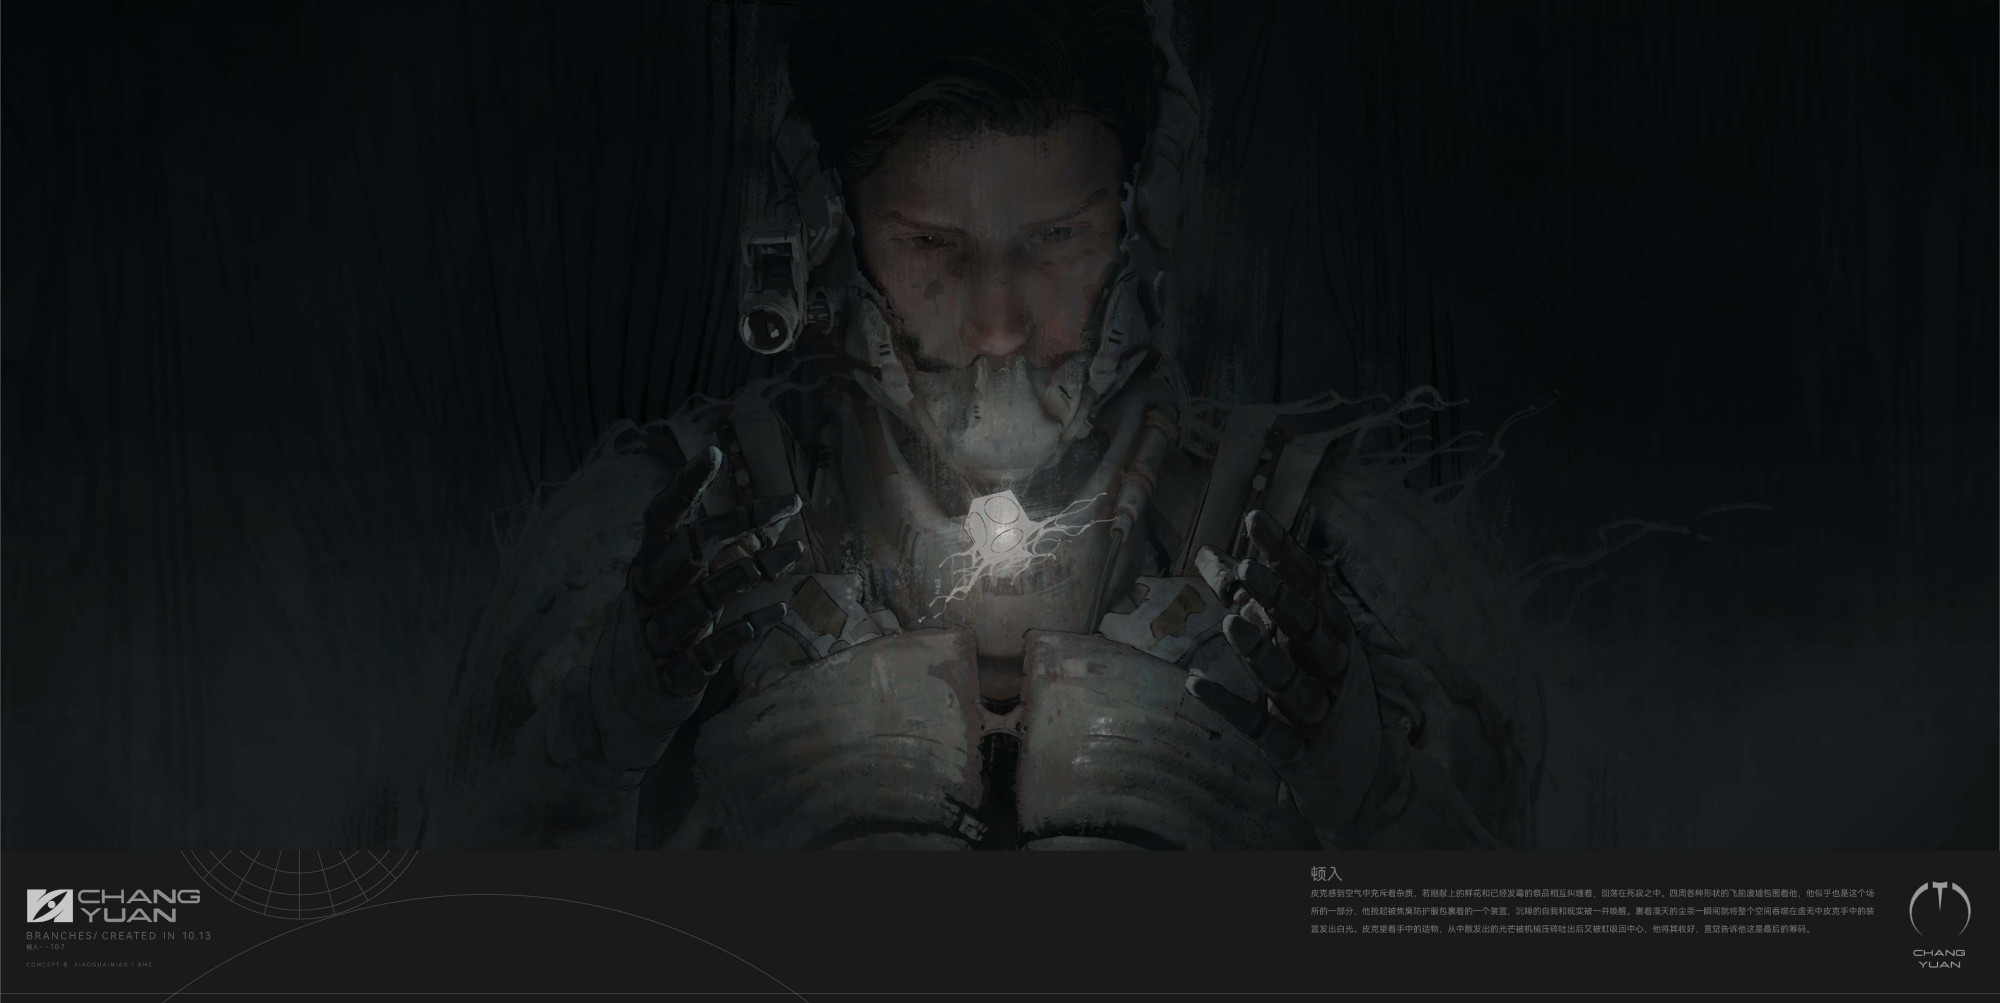 CHANG
YUAN
BRANCHES/ CREATED IN 10.13
顿入--10.7
CONCEPT & XIAOGUAINIAO / XHZ
顿入
皮克感到空气中充斥着杂质，若刚献上的鲜花和已经发霉的祭品相互纠缠着，回荡在死寂之中。四周各种形状的飞船废墟包围着他，他似乎也是这个场
所的一部分，他捡起被焦臭防护服包裹着的一个装置，沉睡的自我和现实被一并唤醒。裹着漫天的尘汞一瞬间就将整个空间吞噬在虚无中皮克手中的装
置发出白光。皮克望着手中的造物，从中散发出的光芒被机械压碎吐出后又被虹吸回中心，他将其收好，直觉告诉他这是最后的筹码。
CHANG
YUAN